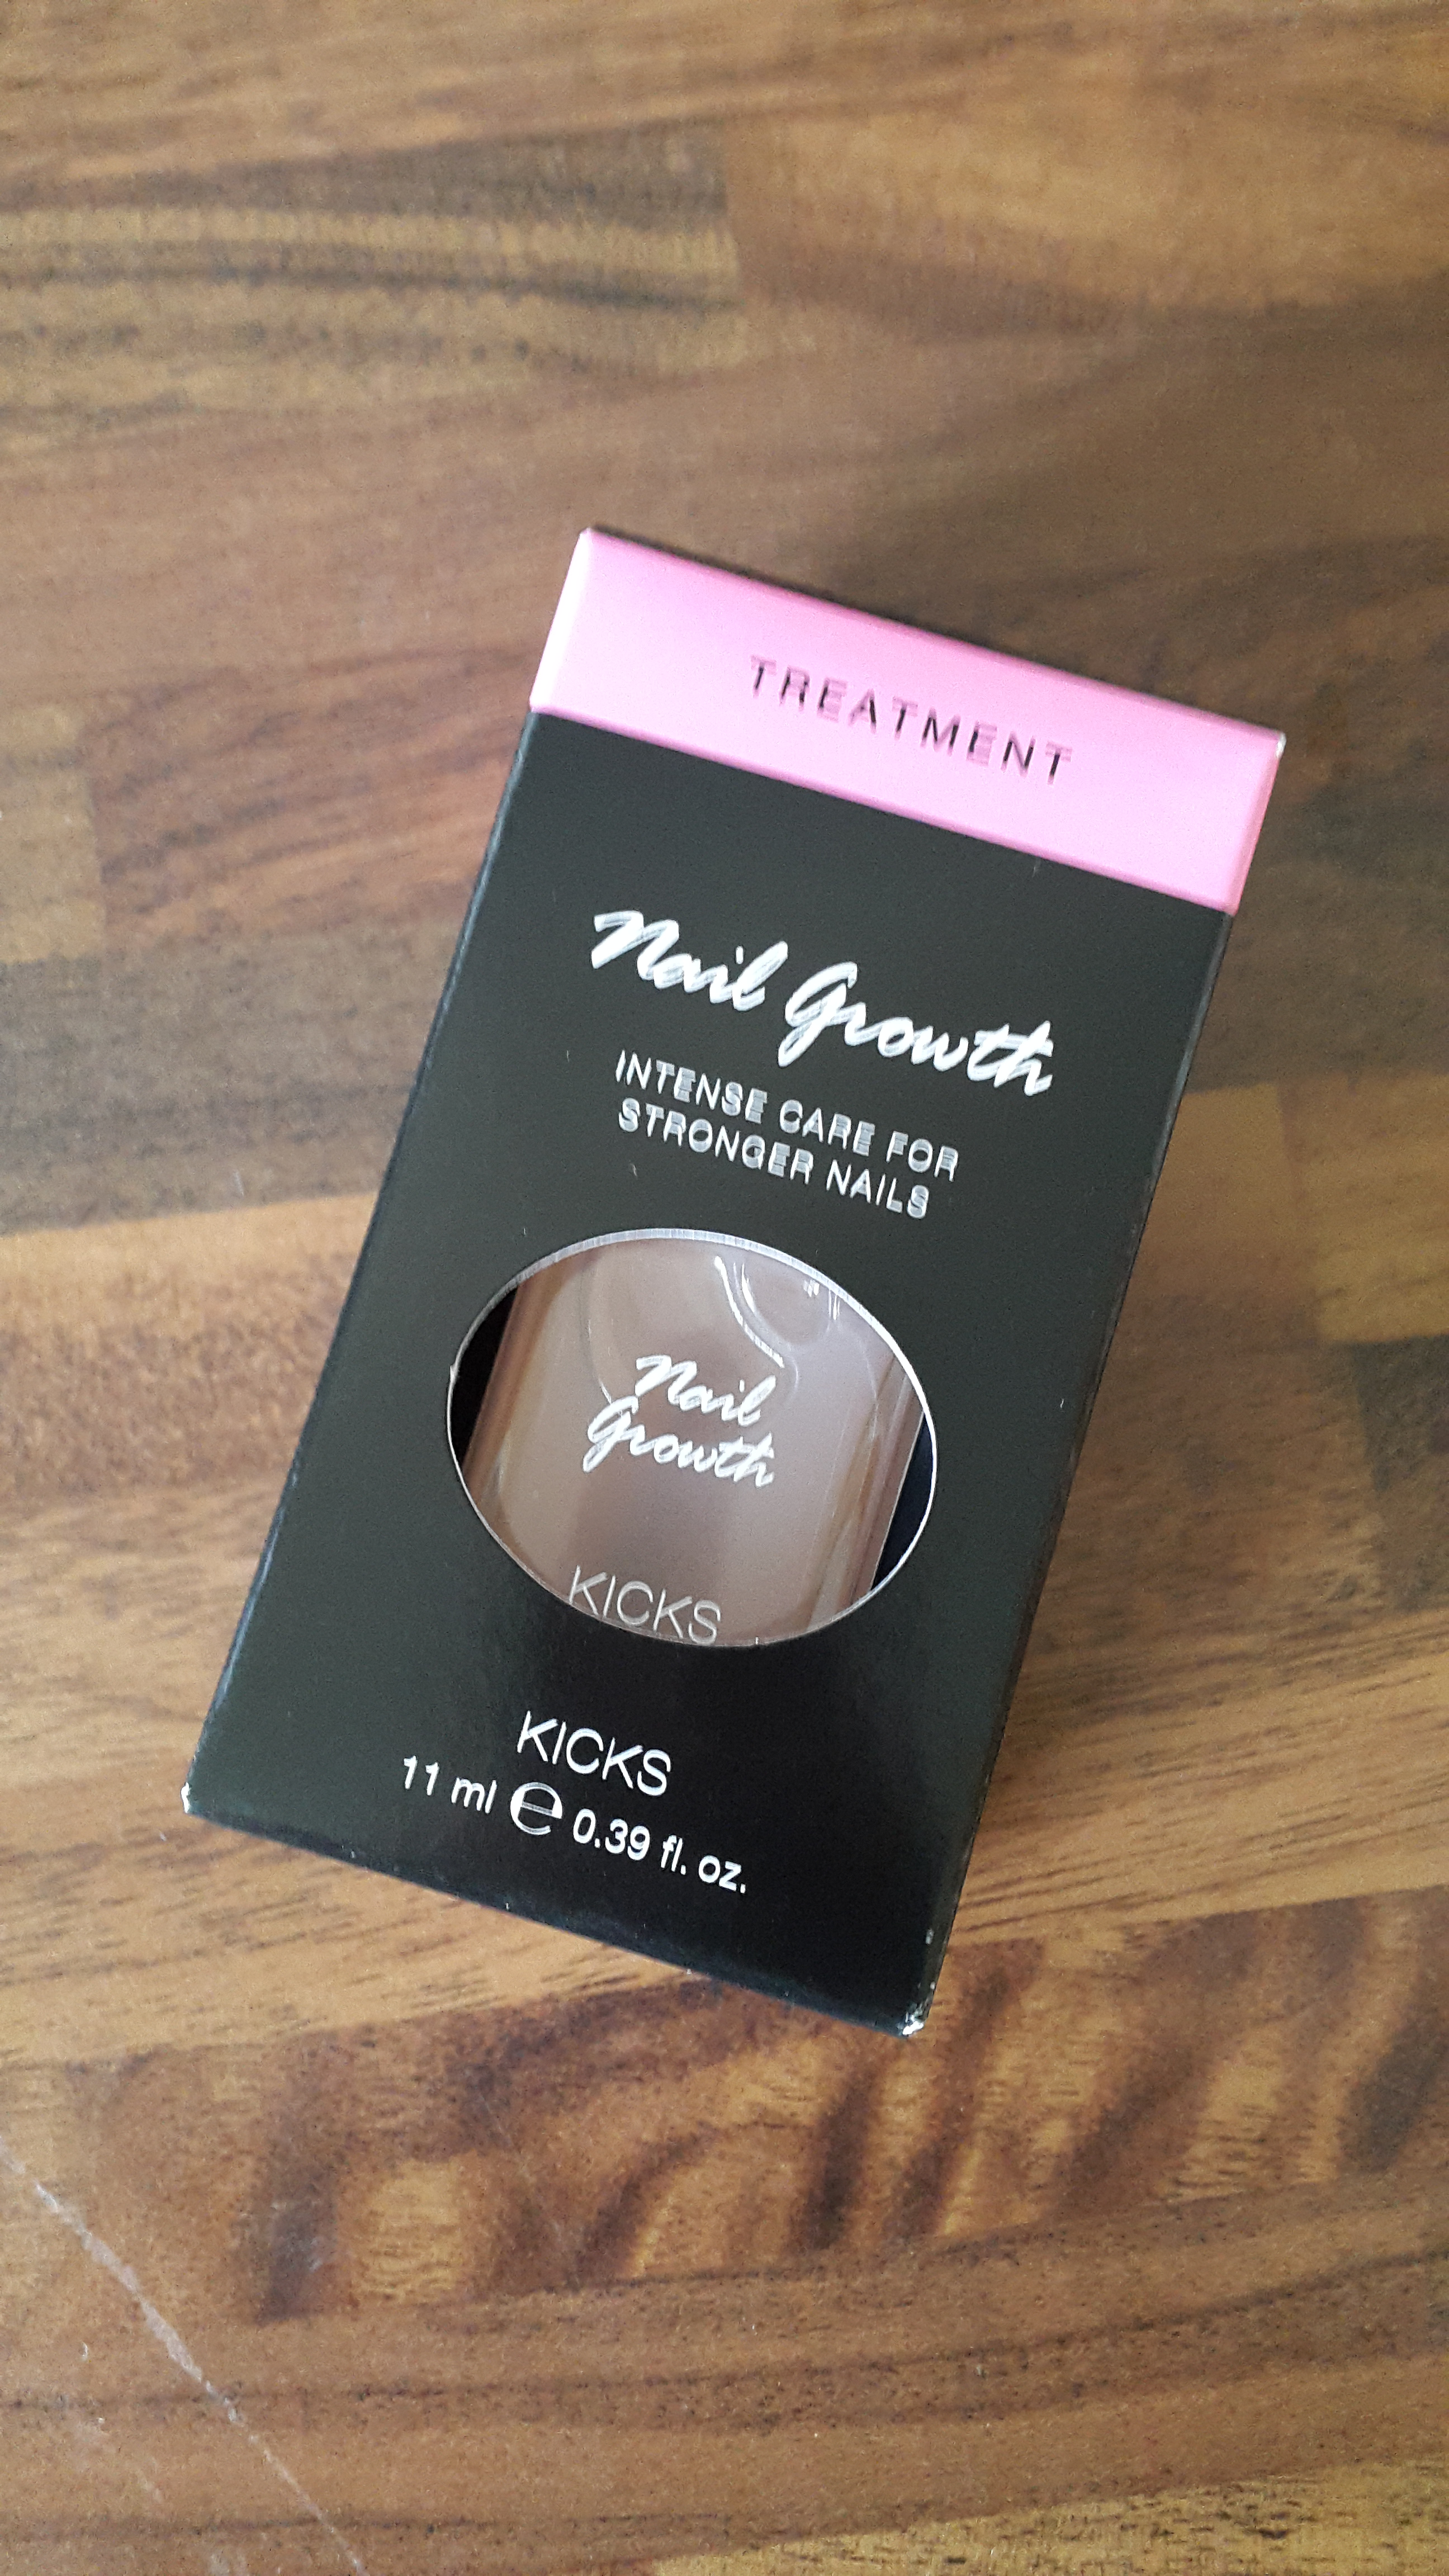 TREATMENT
Nail Growth
INTENSE CARE FOR
STRONGER NAILS
Nail
Growth
KICKS
KICKS
11 ml e 0.39 fl. oz.